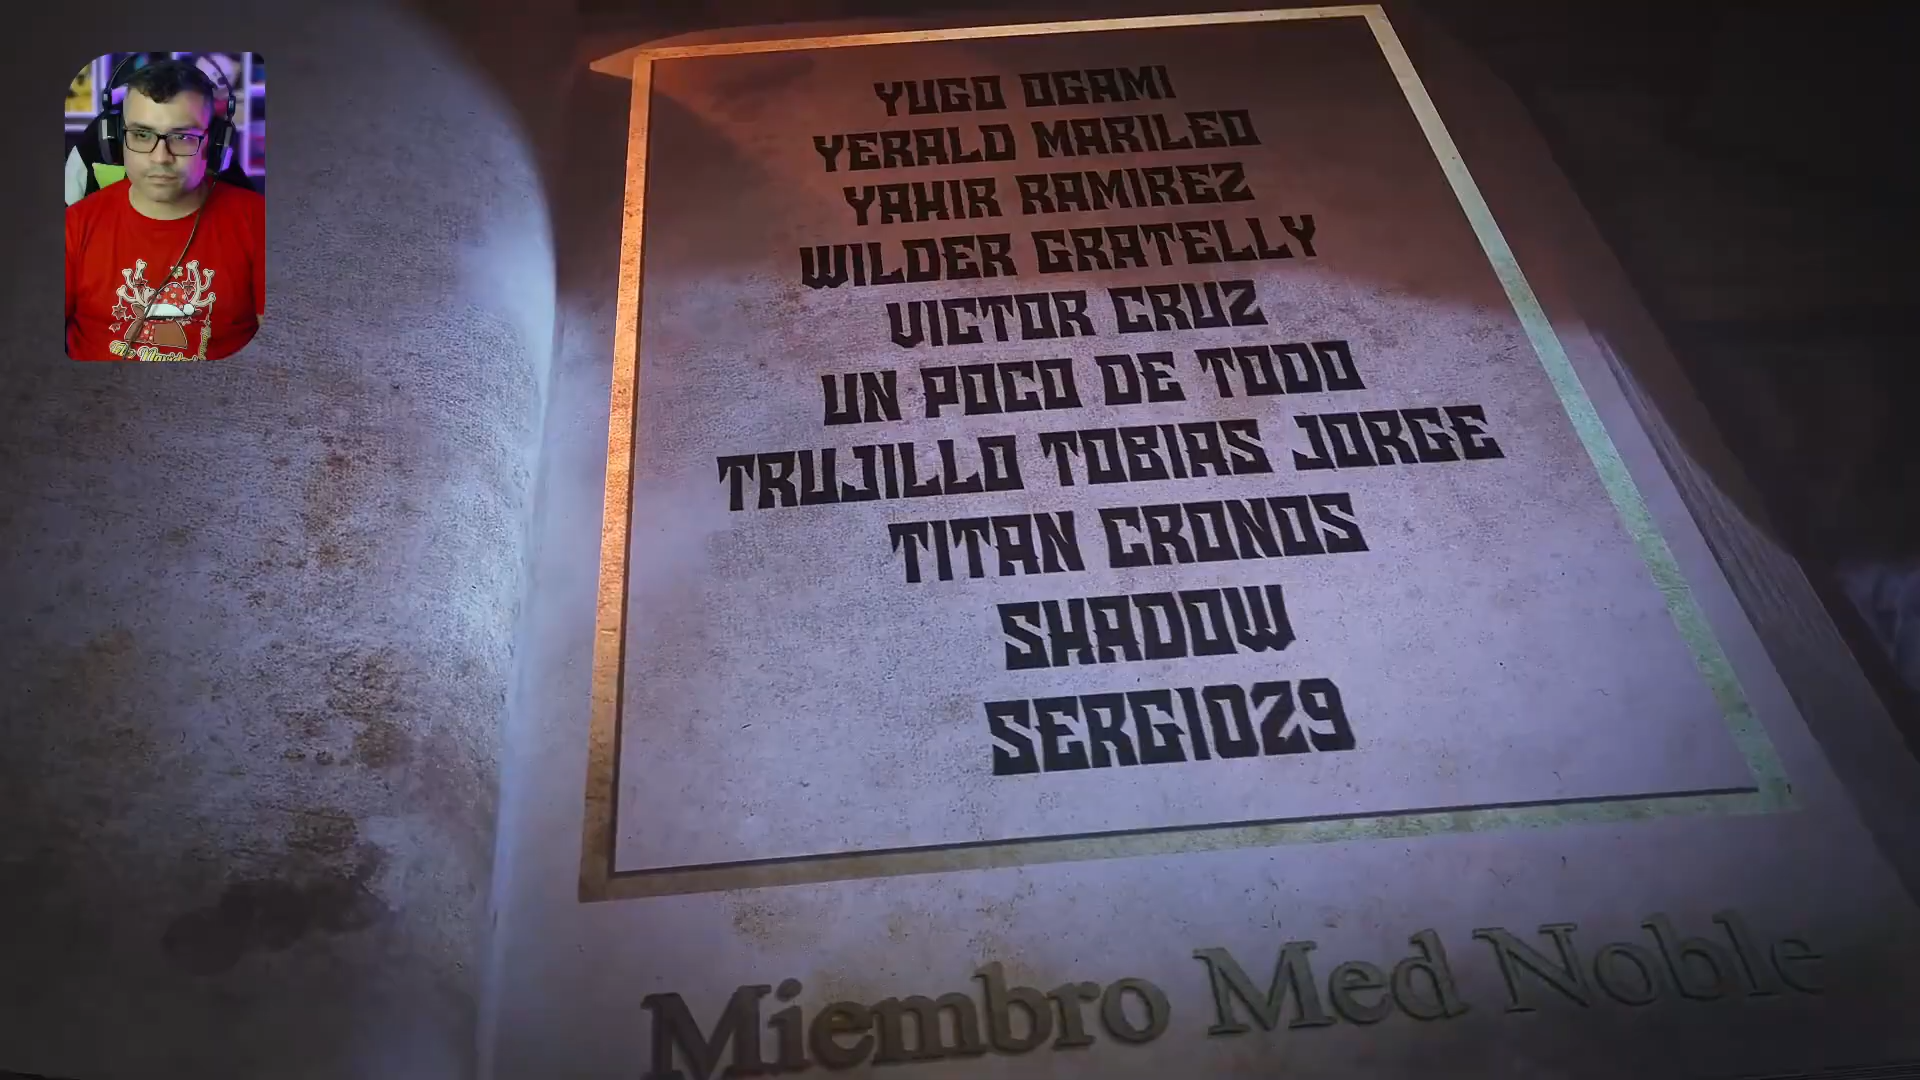 YUGO OGAMI
YERALD MARILEO
YAHIR RAMIREZ
WILDER GRATELLY
VICTOR CRUZ
UN POCO DE TODO
TRUJILLO TOBIAS JORGE
TITAN CRONOS
SHADOW
SERGIOZ9
Miembro Med Noble